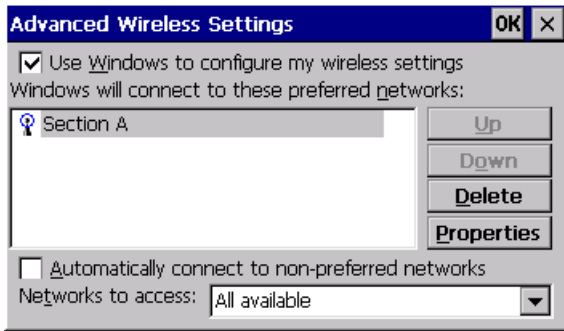 Advanced Wireless Settings OK ×
Use Windows to configure my wireless settings
Windows will connect to these preferred networks:
Section A
Up
Down
Delete
Properties
Automatically connect to non-preferred networks
Networks to access: All available